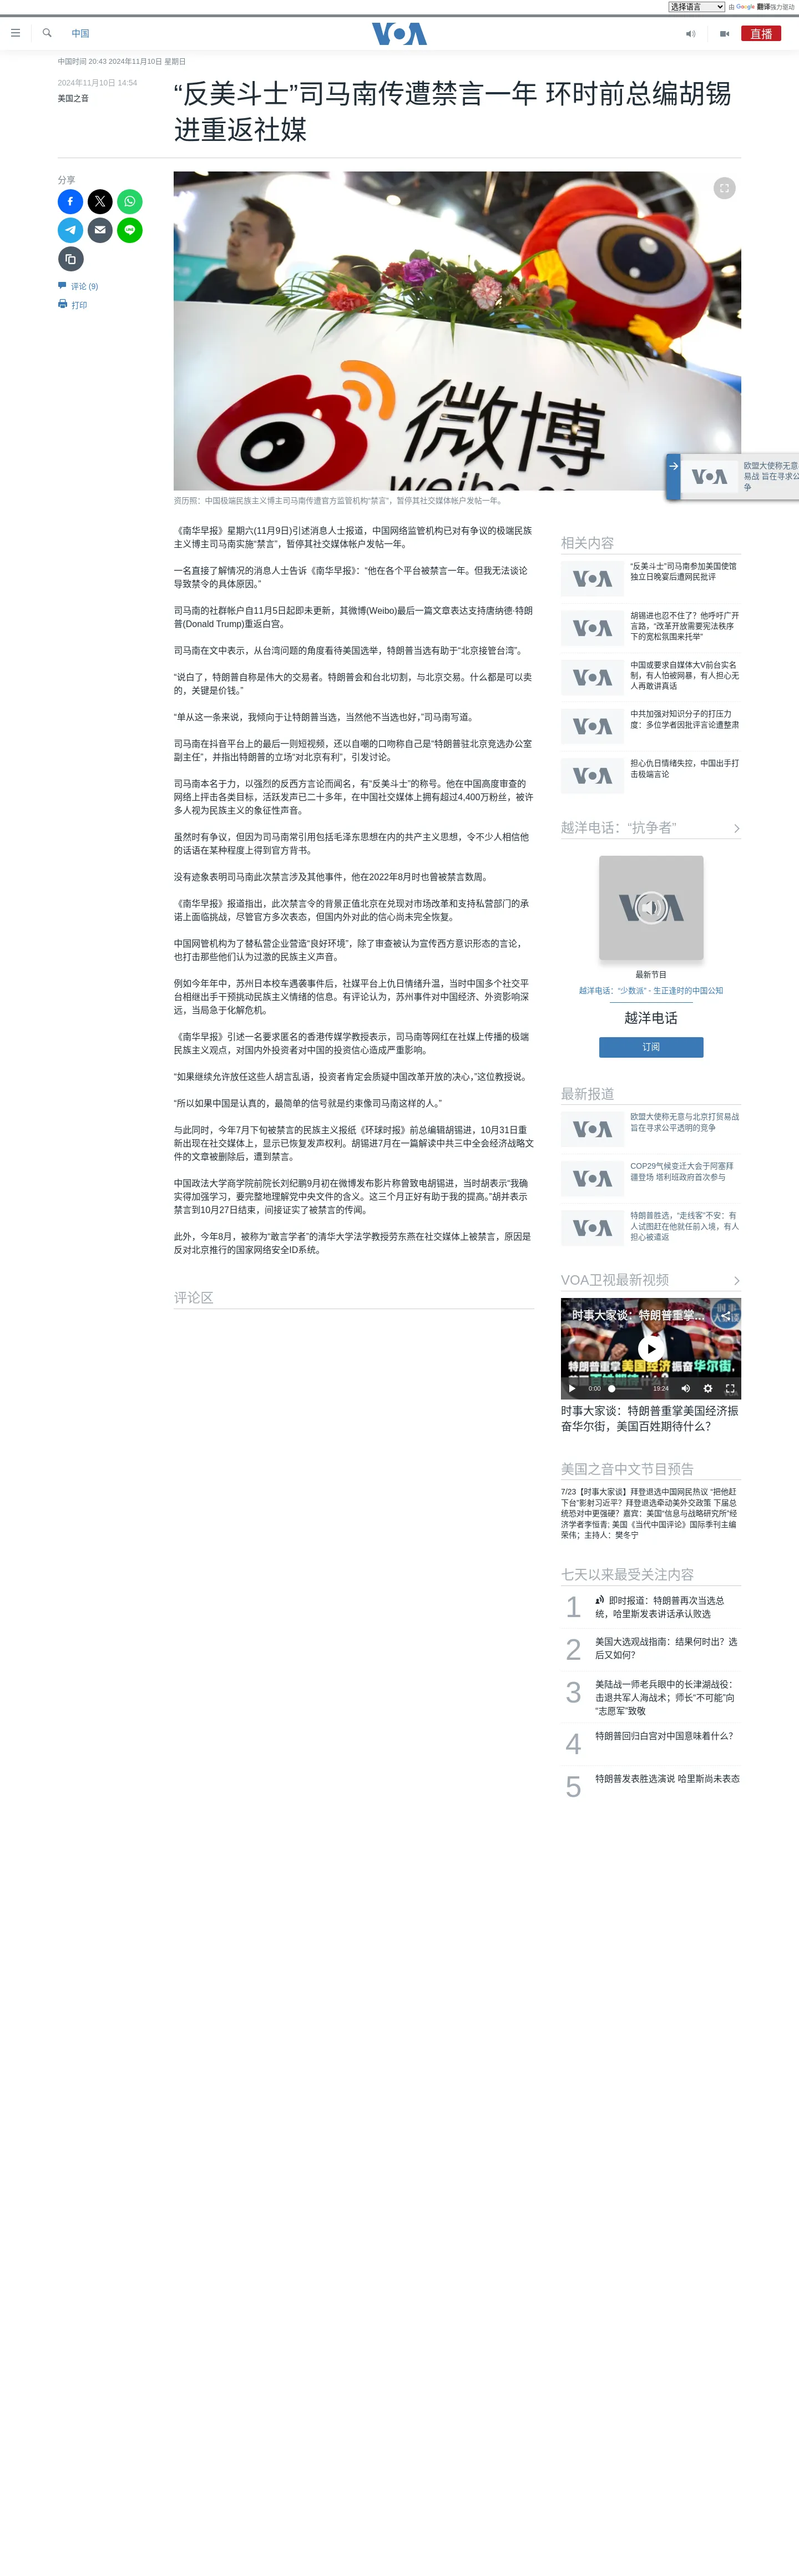 选择语言
由 Google 翻译强力驱动
中国
VOA
直播
中国时间 20:43 2024年11月10日 星期日
2024年11月10日 14:54
美国之音
“反美斗士”司马南传遭禁言一年 环时前总编胡锡
进重返社媒
分享
评论 (9)
打印
微博
weibo.com
资历照：中国极端民族主义博主司马南传遭官方监管机构“禁言”，暂停其社交媒体帐户发帖一年。
欧盟大使称无意
易战 旨在寻求公
争
VOA
《南华早报》星期六(11月9日)引述消息人士报道，中国网络监管机构已对有争议的极端民族
主义博主司马南实施“禁言”，暂停其社交媒体帐户发帖一年。
一名直接了解情况的消息人士告诉《南华早报》：“他在各个平台被禁言一年。但我无法谈论
导致禁令的具体原因。”
司马南的社群帐户自11月5日起即未更新，其微博(Weibo)最后一篇文章表达支持唐纳德·特朗
普(Donald Trump)重返白宫。
司马南在文中表示，从台湾问题的角度看待美国选举，特朗普当选有助于“北京接管台湾”。
“说白了，特朗普自称是伟大的交易者。特朗普会和台北切割，与北京交易。什么都是可以卖
的，关键是价钱。”
“单从这一条来说，我倾向于让特朗普当选，当然他不当选也好，”司马南写道。
司马南在抖音平台上的最后一则短视频，还以自嘲的口吻称自己是“特朗普驻北京竞选办公室
副主任”，并指出特朗普的立场“对北京有利”，引发讨论。
司马南本名于力，以强烈的反西方言论而闻名，有“反美斗士”的称号。他在中国高度审查的
网络上抨击各类目标，活跃发声已二十多年，在中国社交媒体上拥有超过4,400万粉丝，被许
多人视为民族主义的象征性声音。
虽然时有争议，但因为司马南常引用包括毛泽东思想在内的共产主义思想，令不少人相信他
的话语在某种程度上得到官方背书。
没有迹象表明司马南此次禁言涉及其他事件，他在2022年8月时也曾被禁言数周。
《南华早报》报道指出，此次禁言令的背景正值北京在兑现对市场改革和支持私营部门的承
诺上面临挑战，尽管官方多次表态，但国内外对此的信心尚未完全恢复。
中国网管机构为了替私营企业营造“良好环境”，除了审查被认为宣传西方意识形态的言论，
也打击那些他们认为过激的民族主义声音。
例如今年年中，苏州日本校车遇袭事件后，社媒平台上仇日情绪升温，当时中国多个社交平
台相继出手干预挑动民族主义情绪的信息。有评论认为，苏州事件对中国经济、外资影响深
远，当局急于化解危机。
《南华早报》引述一名要求匿名的香港传媒学教授表示，司马南等网红在社媒上传播的极端
民族主义观点，对国内外投资者对中国的投资信心造成严重影响。
“如果继续允许放任这些人胡言乱语，投资者肯定会质疑中国改革开放的决心，”这位教授说。
“所以如果中国是认真的，最简单的信号就是约束像司马南这样的人。”
与此同时，今年7月下旬被禁言的民族主义报纸《环球时报》前总编辑胡锡进，10月31日重
新出现在社交媒体上，显示已恢复发声权利。胡锡进7月在一篇解读中共三中全会经济战略文
件的文章被删除后，遭到禁言。
中国政法大学商学院前院长刘纪鹏9月初在微博发布影片称曾致电胡锡进，当时胡表示“我确
实得加强学习，要完整地理解党中央文件的含义。这三个月正好有助于我的提高。”胡并表示
禁言到10月27日结束，间接证实了被禁言的传闻。
此外，今年8月，被称为“敢言学者”的清华大学法学教授劳东燕在社交媒体上被禁言，原因是
反对北京推行的国家网络安全ID系统。
评论区
相关内容
VOA
“反美斗士”司马南参加美国使馆
独立日晚宴后遭网民批评
VOA
胡锡进也忍不住了？他呼吁广开
言路，“改革开放需要宪法秩序
下的宽松氛围来托举”
VOA
中国或要求自媒体大V前台实名
制，有人怕被网暴，有人担心无
人再敢讲真话
VOA
中共加强对知识分子的打压力
度：多位学者因批评言论遭整肃
VOA
担心仇日情绪失控，中国出手打
击极端言论
越洋电话：“抗争者”
VOA
最新节目
越洋电话：“少数派” - 生正逢时的中国公知
越洋电话
订阅
最新报道
VOA
欧盟大使称无意与北京打贸易战
旨在寻求公平透明的竞争
VOA
COP29气候变迁大会于阿塞拜
疆登场 塔利班政府首次参与
VOA
特朗普胜选，“走线客”不安：有
人试图赶在他就任前入境，有人
担心被遣返
VOA卫视最新视频
时事大家谈：特朗普重掌...
特朗普重掌美国经济振奋华尔街，
0:00
19:24
时事大家谈：特朗普重掌美国经济振
奋华尔街，美国百姓期待什么？
美国之音中文节目预告
7/23【时事大家谈】拜登退选中国网民热议 “把他赶
下台”影射习近平？拜登退选牵动美外交政策 下届总
统恐对中更强硬？嘉宾：美国“信息与战略研究所”经
济学者李恒青; 美国《当代中国评论》国际季刊主编
荣伟；主持人：樊冬宁
七天以来最受关注内容
1
即时报道：特朗普再次当选总
统，哈里斯发表讲话承认败选
2
美国大选观战指南：结果何时出？选
后又如何？
3
美陆战一师老兵眼中的长津湖战役：
击退共军人海战术；师长“不可能”向
“志愿军”致敬
4
特朗普回归白宫对中国意味着什么？
5
特朗普发表胜选演说 哈里斯尚未表态